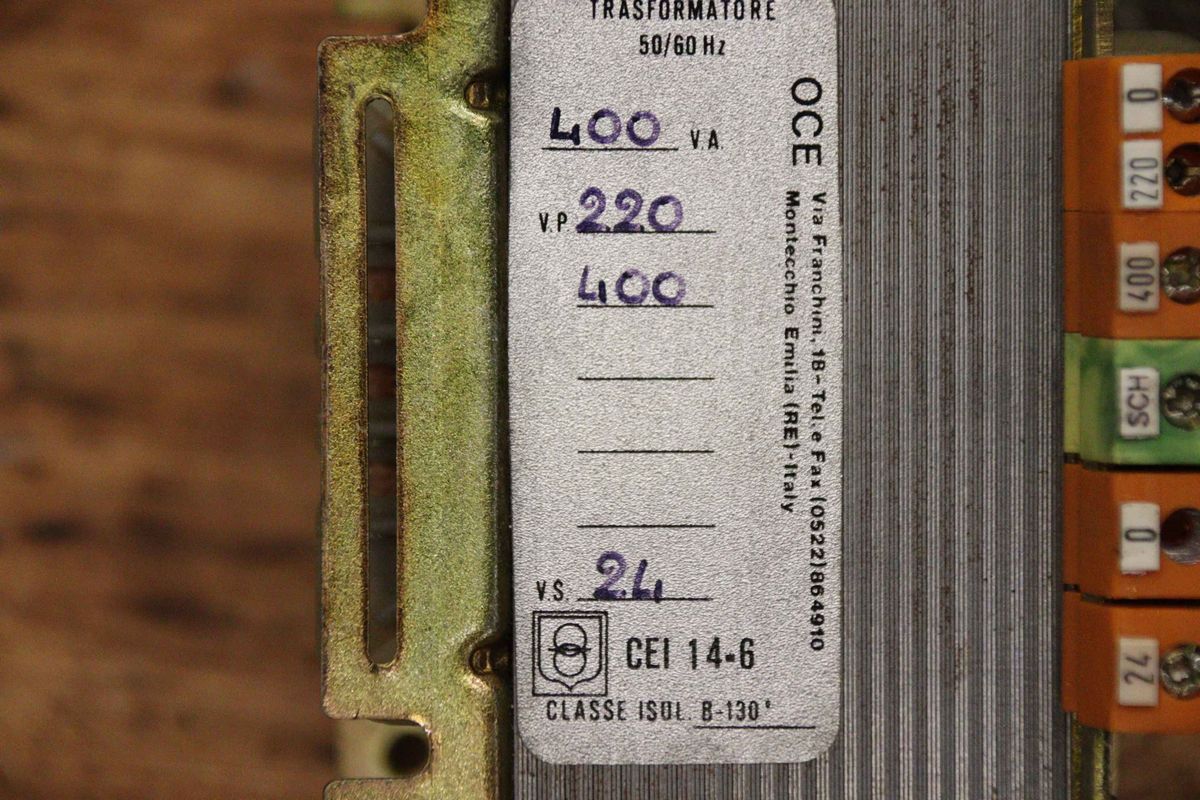 TRASFORMATORE
50/60 Hz
400 V.A
V.P 220
400
V.S. 24
CEI 14-6
CLASSE ISOL. B-130°
OCE
Via Franchini, 18 - Tel. e Fax (0522) 864910
Montecchio Emilia (RE) - Italy
0
220
400
SCH
0
24